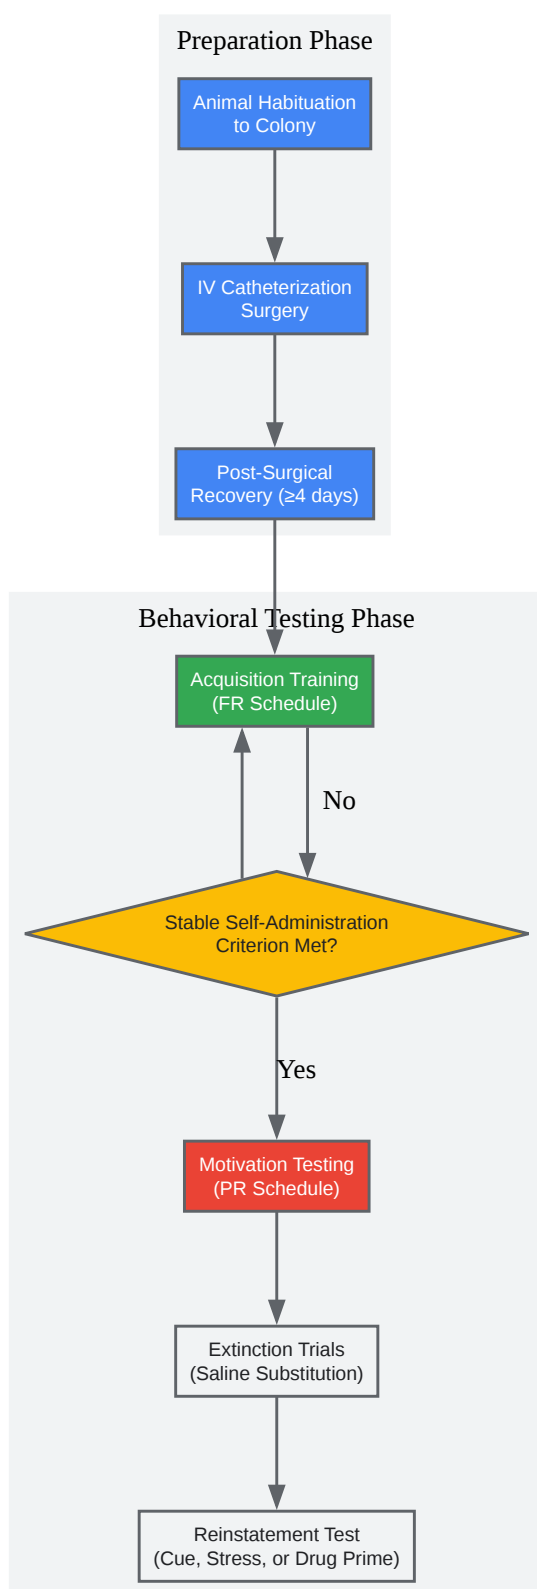 Preparation Phase
Animal Habituation
to Colony
IV Catheterization
Surgery
Post-Surgical
Recovery (≥4 days)
Behavioral Testing Phase
Acquisition Training
(FR Schedule)
No
Stable Self-Administration
Criterion Met?
Yes
Motivation Testing
(PR Schedule)
Extinction Trials
(Saline Substitution)
Reinstatement Test
(Cue, Stress, or Drug Prime)